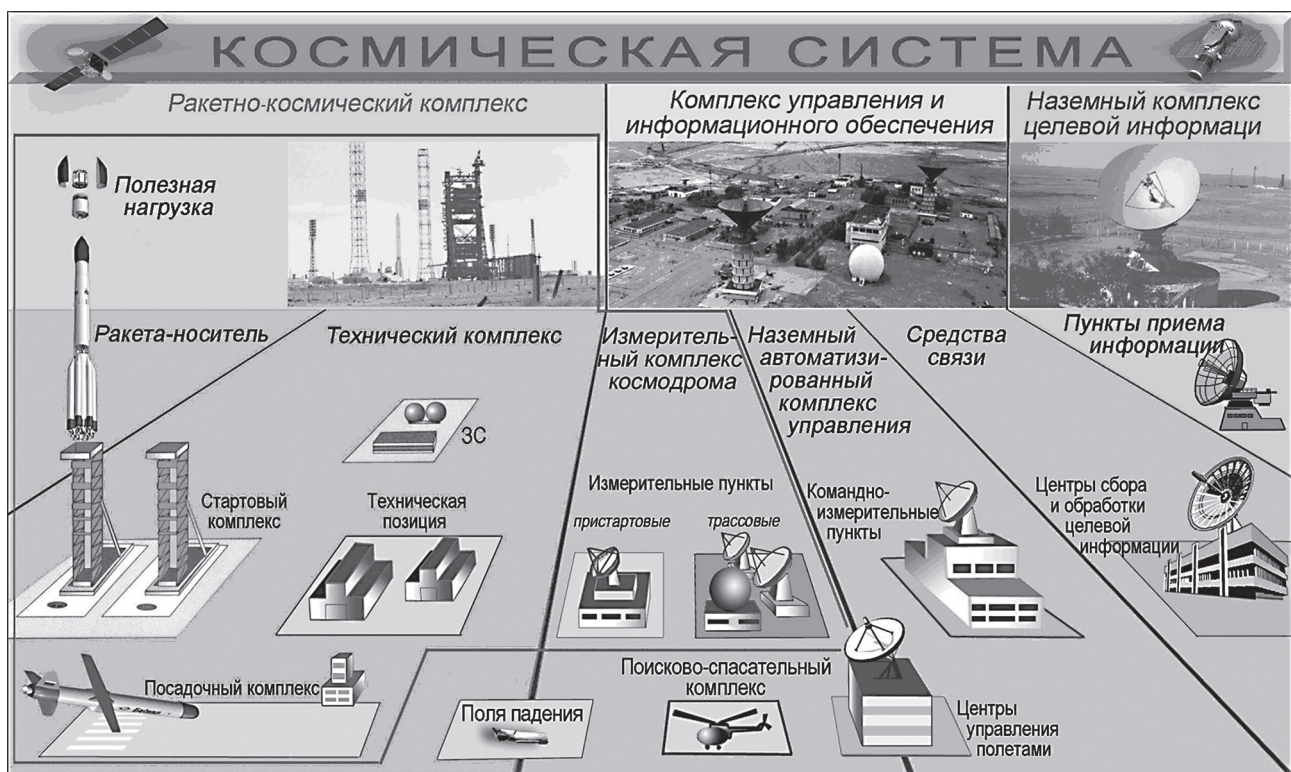 КОСМИЧЕСКАЯ СИСТЕМА
Ракетно-космический комплекс
Комплекс управления и
информационного обеспечения
Наземный комплекс
целевой информаци
Полезная
нагрузка
Ракета-носитель
Технический комплекс
Измеритель-
ный комплекс
космодрома
Наземный
автоматизи-
рованный
комплекс
управления
Средства
связи
Пункты приема
информации
ЗС
Стартовый
комплекс
Техническая
позиция
Измерительные пункты
пристартовые
трассовые
Командно-
измерительные
пункты
Центры сбора
и обработки
целевой
информации
Посадочный комплекс
Поля падения
Поисково-спасательный
комплекс
Центры
управления
полетами